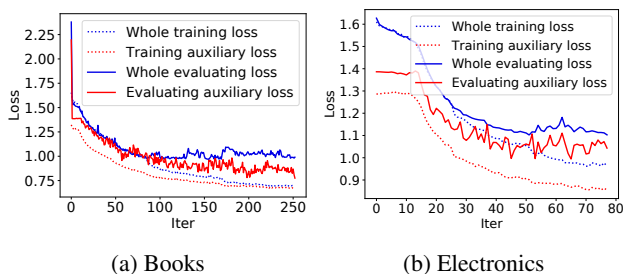 2.25
2.00
1.75
1.50
1.25
1.00
0.75
Loss
0 50 100 150 200 250
Iter
Whole training loss
Training auxiliary loss
Whole evaluating loss
Evaluating auxiliary loss
(a) Books
1.6
1.5
1.4
1.3
1.2
1.1
1.0
0.9
Loss
0 10 20 30 40 50 60 70 80
Iter
Whole training loss
Training auxiliary loss
Whole evaluating loss
Evaluating auxiliary loss
(b) Electronics